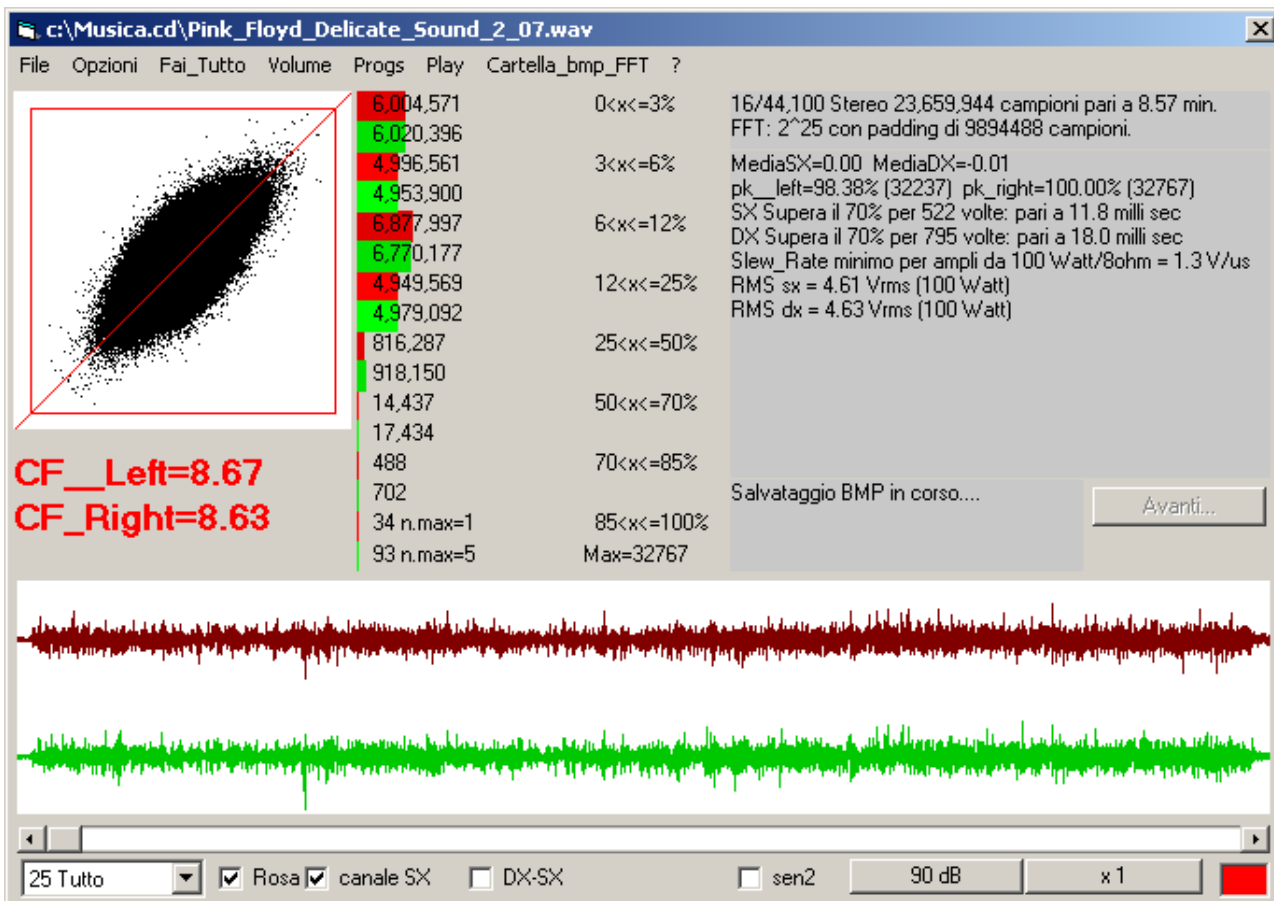 c:\Musica.cd\Pink_Floyd_Delicate_Sound_2_07.wav
File Opzioni Fai_Tutto Volume Progs Play Cartella_bmp_FFT ?
6,004,571 0<x<=3%
6,020,396
4,996,561 3<x<=6%
4,953,900
6,877,997 6<x<=12%
6,770,177
4,949,569 12<x<=25%
4,979,092
816,287 25<x<=50%
918,150
14,437 50<x<=70%
17,434
488 70<x<=85%
702
34 n.max=1 85<x<=100%
93 n.max=5 Max=32767
16/44,100 Stereo 23,659,944 campioni pari a 8.57 min.
FFT: 2^25 con padding di 9894488 campioni.
MediaSX=0.00 MediaDX=-0.01
pk__left=98.38% (32237) pk_right=100.00% (32767)
SX Supera il 70% per 522 volte: pari a 11.8 milli sec
DX Supera il 70% per 795 volte: pari a 18.0 milli sec
Slew_Rate minimo per ampli da 100 Watt/8ohm = 1.3 V/us
RMS sx = 4.61 Vrms (100 Watt)
RMS dx = 4.63 Vrms (100 Watt)
CF__Left=8.67
CF_Right=8.63
Salvataggio BMP in corso....
Avanti...
25 Tutto Rosa canale SX DX-SX sen2 90 dB x 1